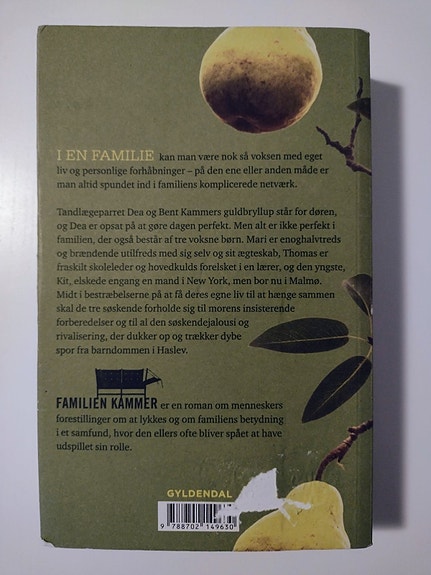 I EN FAMILIE kan man være nok så voksen med eget
liv og personlige forhåbninger – på den ene eller anden måde er
man altid spundet ind i familiens komplicerede netværk.
Tandlægeparret Dea og Bent Kammers guldbryllup står for døren,
og Dea er opsat på at gøre dagen perfekt. Men alt er ikke perfekt i
familien, der også består af tre voksne børn. Mari er enoghalvtreds
og brændende utilfreds med sig selv og sit ægteskab, Thomas er
fraskilt skoleleder og hovedkulds forelsket i en lærer, og den yngste,
Kit, elskede engang en mand i New York, men bor nu i Malmø.
Midt i bestræbelserne på at få deres egne liv til at hænge sammen
skal de tre søskende forholde sig til morens insisterende
forberedelser og til al den søskendejalousi og
rivalisering, der dukker op og trækker dybe
spor fra barndommen i Haslev.
FAMILIEN KAMMER er en roman om menneskers
forestillinger om at lykkes og om familiens betydning
i et samfund, hvor den ellers ofte bliver spået at have
udspillet sin rolle.
GYLDENDAL
9 788702 149630